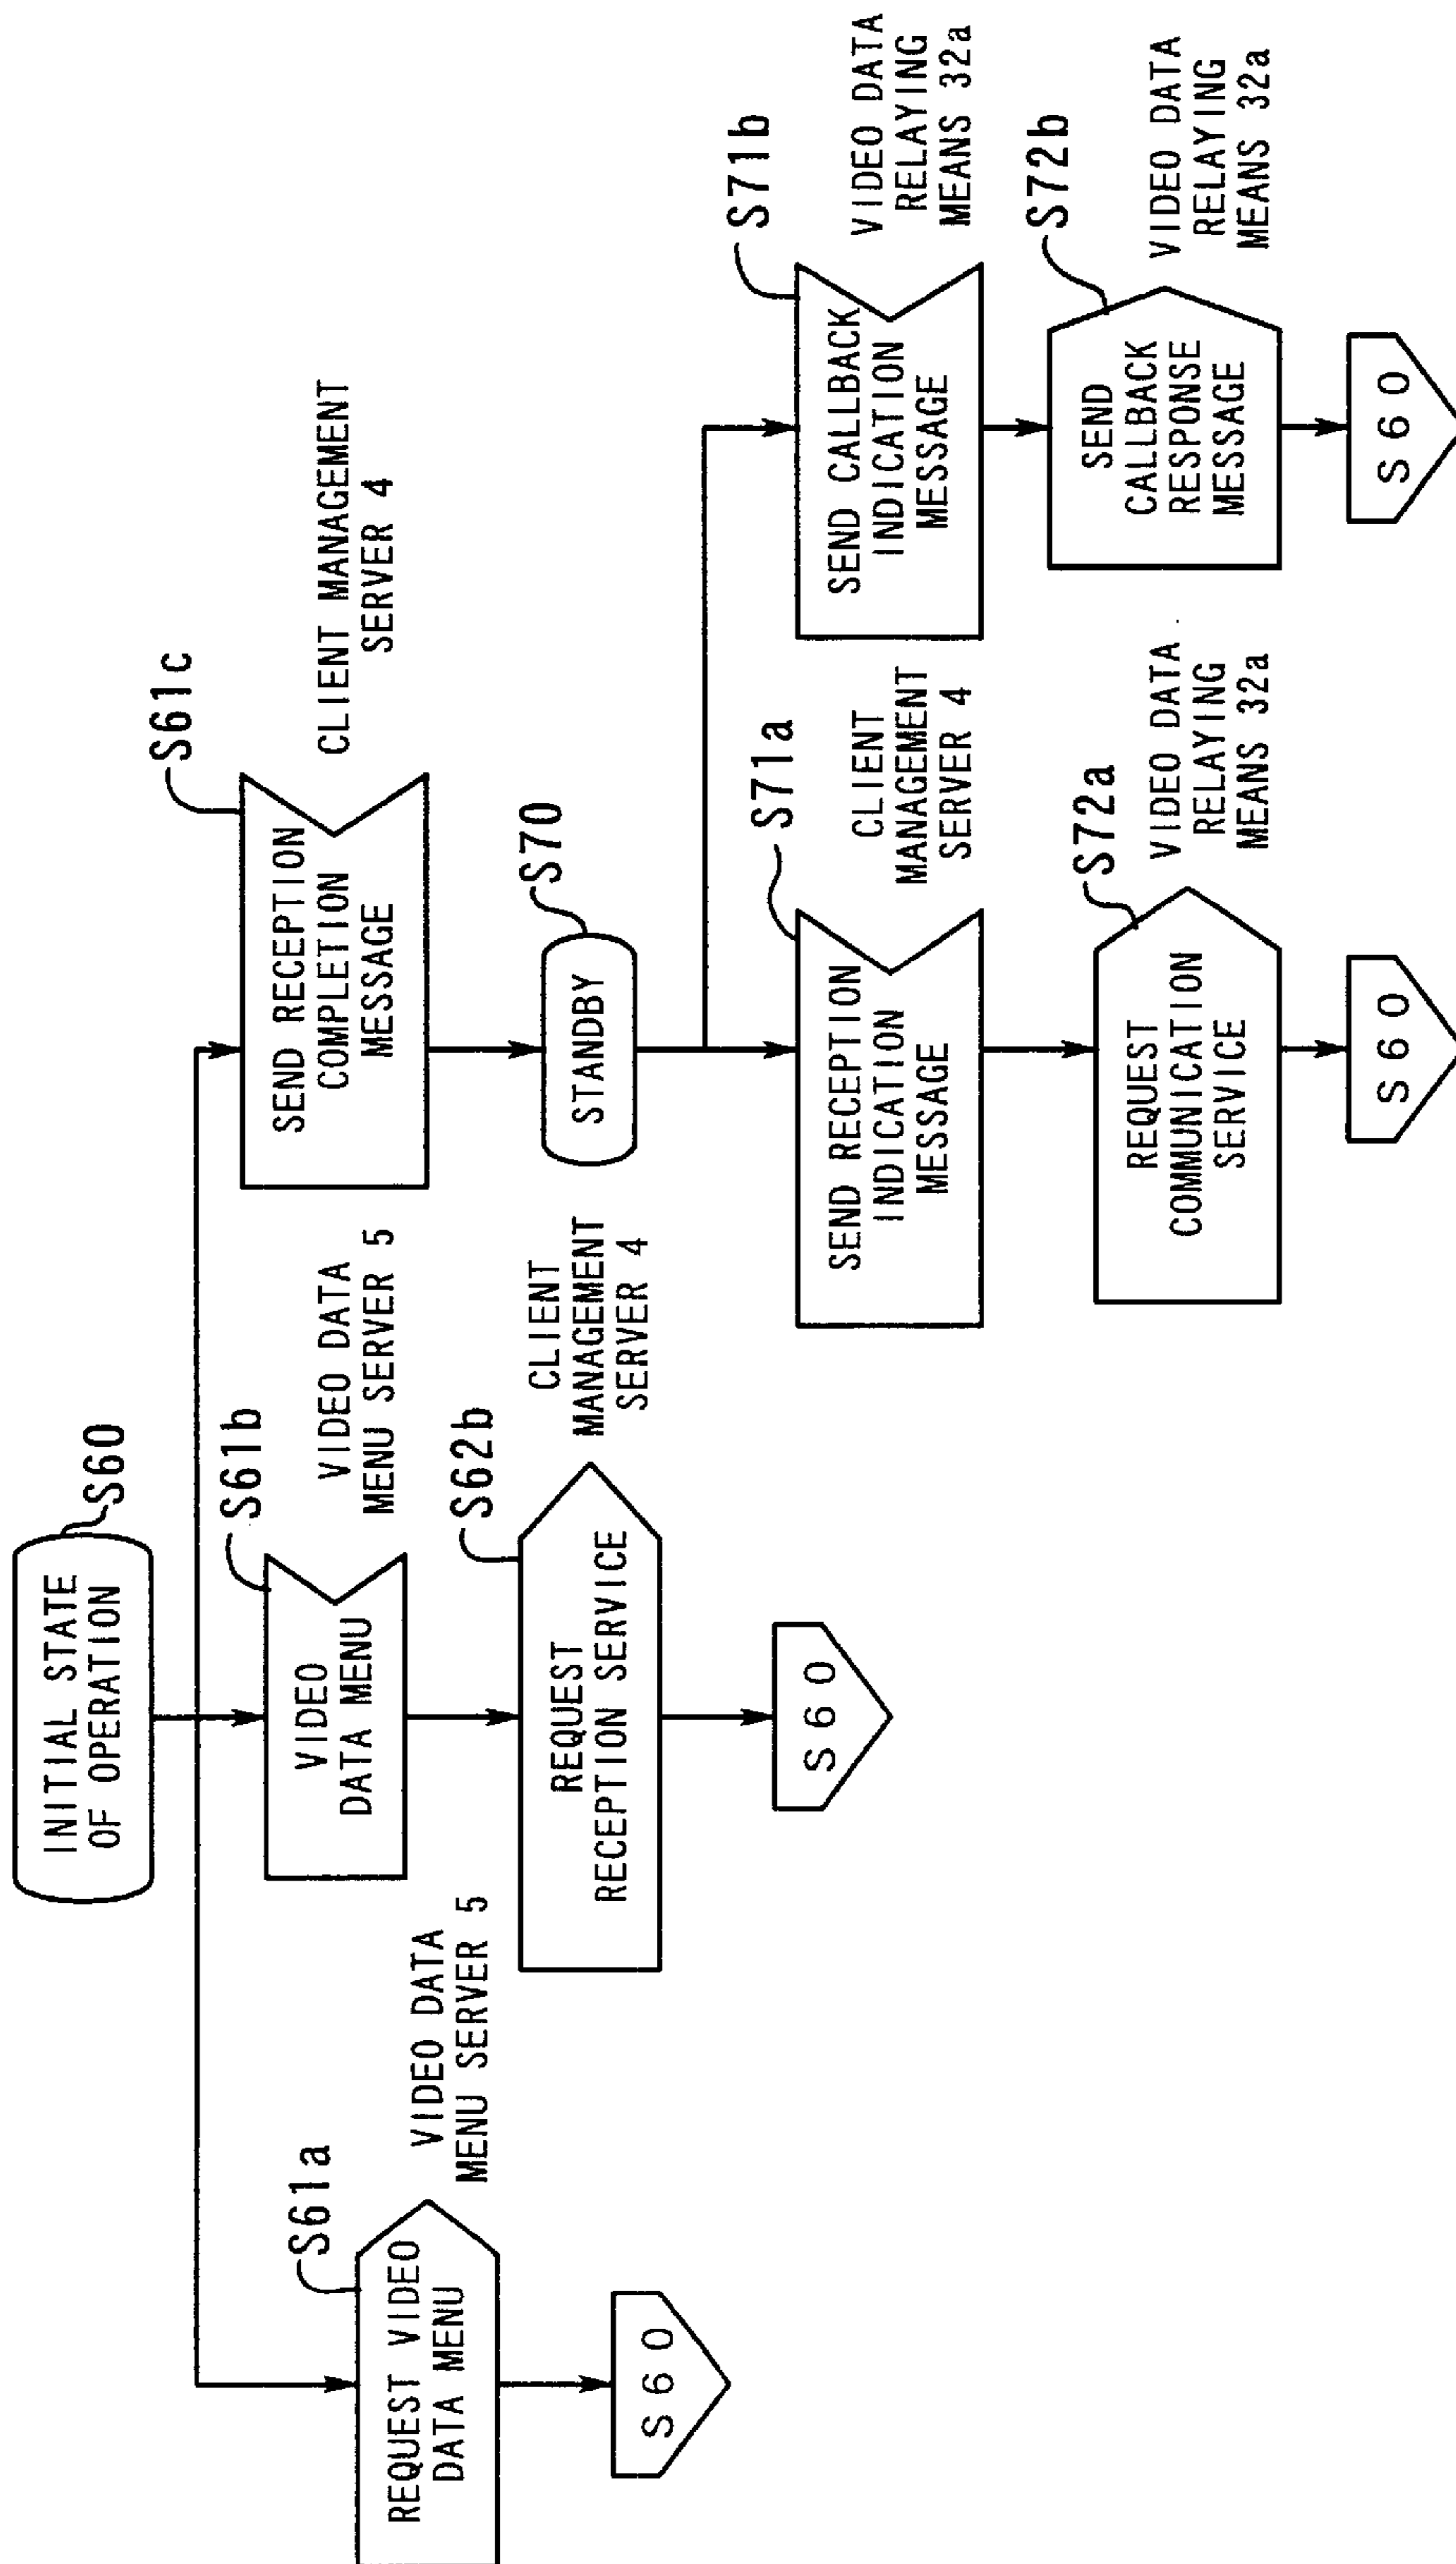 INITIAL STATE
OF OPERATION
S60
REQUEST VIDEO
DATA MENU
S61a
VIDEO DATA
MENU SERVER 5
S60
VIDEO
DATA MENU
S61b
VIDEO DATA
MENU SERVER 5
REQUEST
RECEPTION SERVICE
S62b
CLIENT
MANAGEMENT
SERVER 4
S60
SEND RECEPTION
COMPLETION
MESSAGE
S61c
CLIENT MANAGEMENT
SERVER 4
STANDBY
S70
SEND RECEPTION
INDICATION
MESSAGE
S71a
CLIENT
MANAGEMENT
SERVER 4
REQUEST
COMMUNICATION
SERVICE
S72a
VIDEO DATA
RELAYING
MEANS 32a
S60
SEND CALLBACK
INDICATION
MESSAGE
S71b
VIDEO DATA
RELAYING
MEANS 32a
SEND
CALLBACK
RESPONSE
MESSAGE
S72b
VIDEO DATA
RELAYING
MEANS 32a
S60